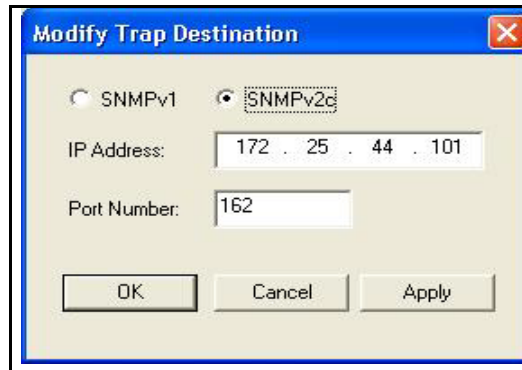 Modify Trap Destination
SNMPv1 SNMPv2c
IP Address: 172 . 25 . 44 . 101
Port Number: 162
OK Cancel Apply